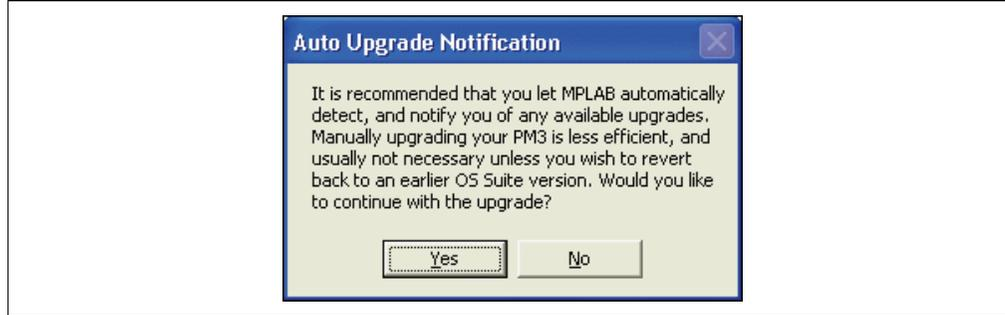 Auto Upgrade Notification
It is recommended that you let MPLAB automatically
detect, and notify you of any available upgrades.
Manually upgrading your PM3 is less efficient, and
usually not necessary unless you wish to revert
back to an earlier OS Suite version. Would you like
to continue with the upgrade?
Yes No